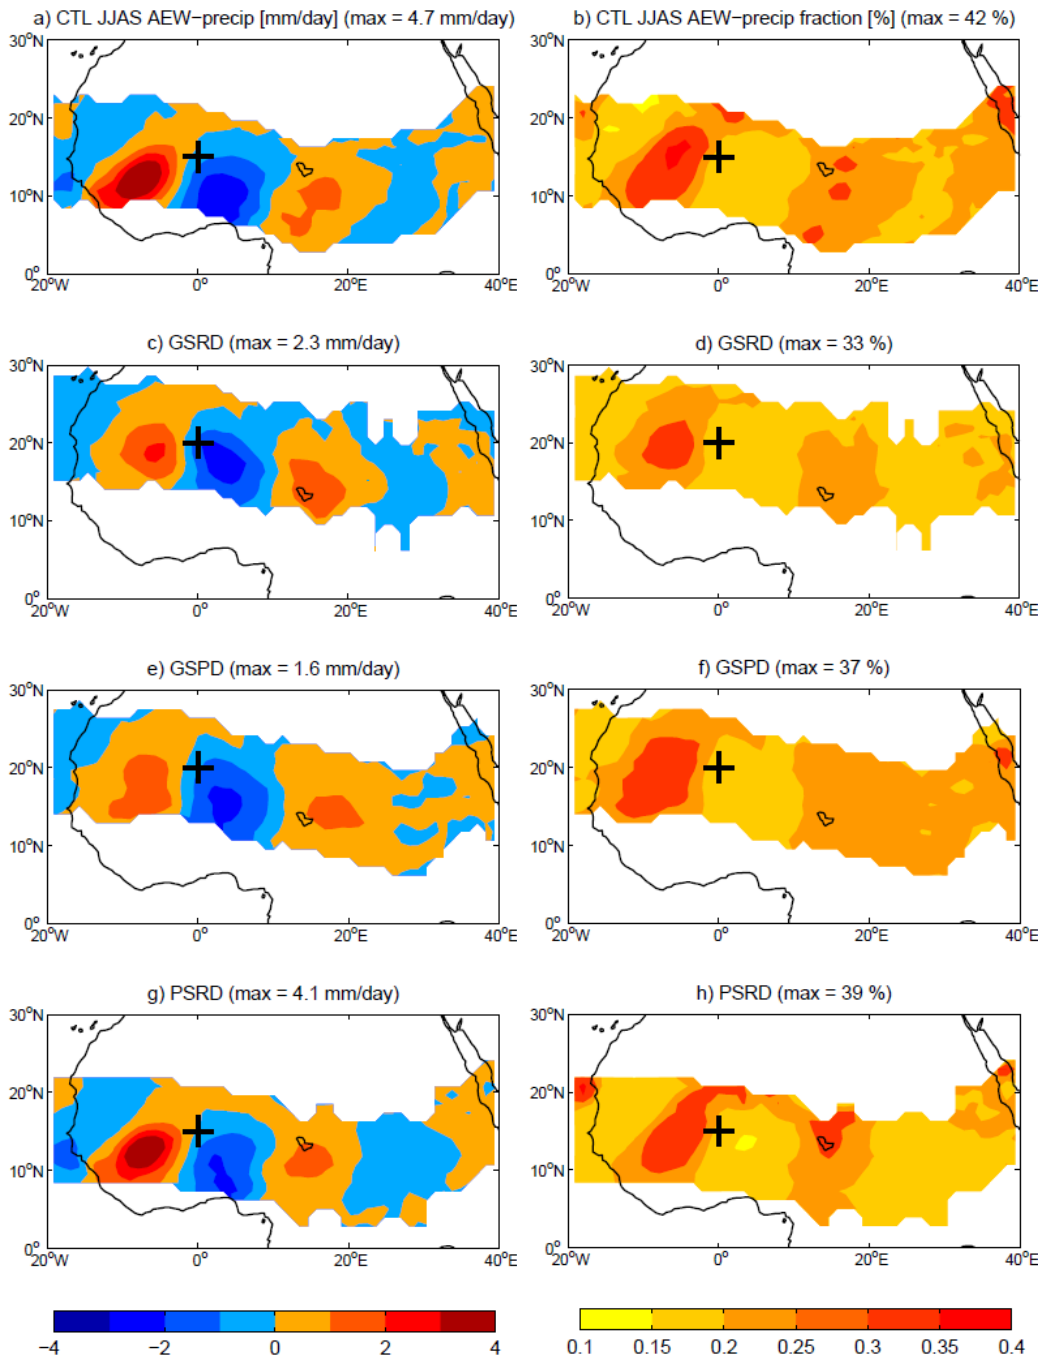 a) CTL JJAS AEW−precip [mm/day] (max = 4.7 mm/day)
b) CTL JJAS AEW−precip fraction [%] (max = 42 %)
30°N
20°N
10°N
0°
20°W
0°
20°E
40°E
30°N
20°N
10°N
0°
20°W
0°
20°E
40°E
c) GSRD (max = 2.3 mm/day)
d) GSRD (max = 33 %)
30°N
20°N
10°N
0°
20°W
0°
20°E
40°E
30°N
20°N
10°N
0°
20°W
0°
20°E
40°E
e) GSPD (max = 1.6 mm/day)
f) GSPD (max = 37 %)
30°N
20°N
10°N
0°
20°W
0°
20°E
40°E
30°N
20°N
10°N
0°
20°W
0°
20°E
40°E
g) PSRD (max = 4.1 mm/day)
h) PSRD (max = 39 %)
30°N
20°N
10°N
0°
20°W
0°
20°E
40°E
30°N
20°N
10°N
0°
20°W
0°
20°E
40°E
−4 −2 0 2 4
0.1 0.15 0.2 0.25 0.3 0.35 0.4